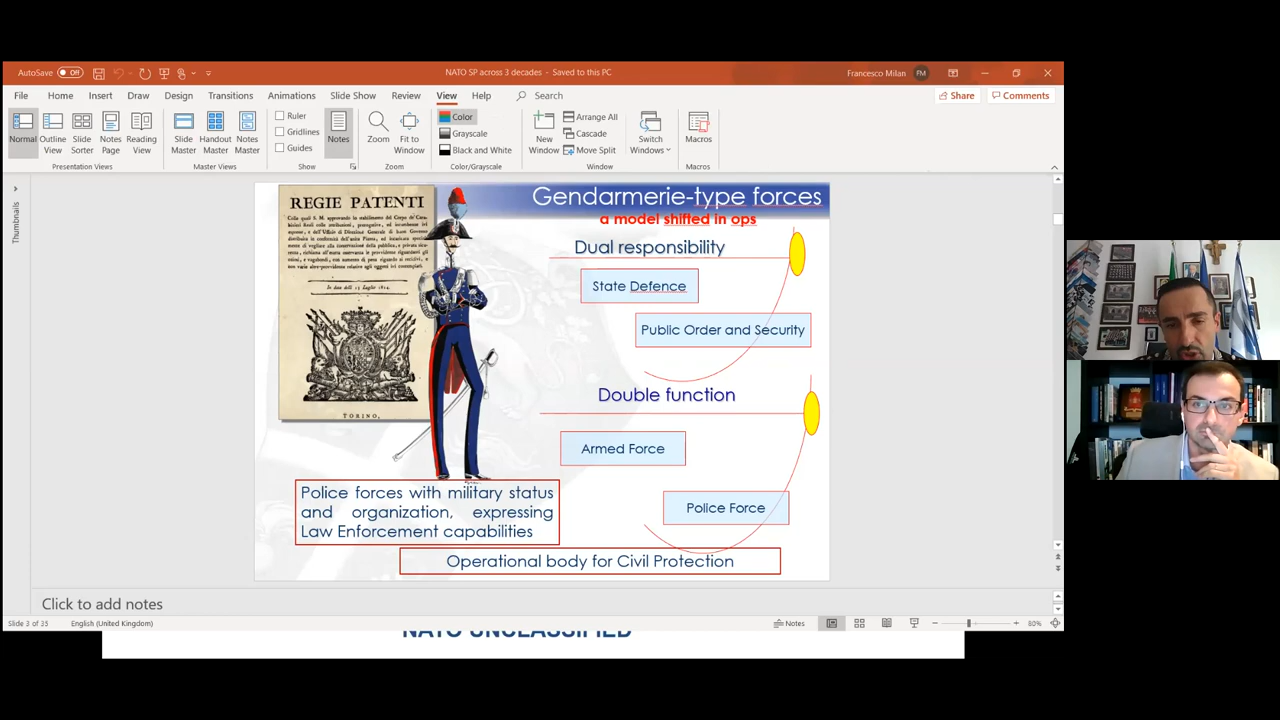 AutoSave Off
NATO SP across 3 decades - Saved to this PC
Francesco Milan FM
File Home Insert Draw Design Transitions Animations Slide Show Review View Help Search
Share Comments
Normal
Outline View
Slide Sorter
Notes Page
Reading View
Presentation Views
Slide Master
Handout Master
Notes Master
Master Views
Ruler
Gridlines
Guides
Show
Notes
Zoom
Fit to Window
Zoom
Color
Grayscale
Black and White
Color/Grayscale
New Window
Arrange All
Cascade
Move Split
Window
Switch Windows
Macros
Macros
Thumbnails
REGIE PATENTI
TORINO,
Gendarmerie-type forces
a model shifted in ops
Dual responsibility
State Defence
Public Order and Security
Double function
Armed Force
Police Force
Police forces with military status
and organization, expressing
Law Enforcement capabilities
Operational body for Civil Protection
Click to add notes
Slide 3 of 35
English (United Kingdom)
Notes
80%
NATO UNCLASSIFIED